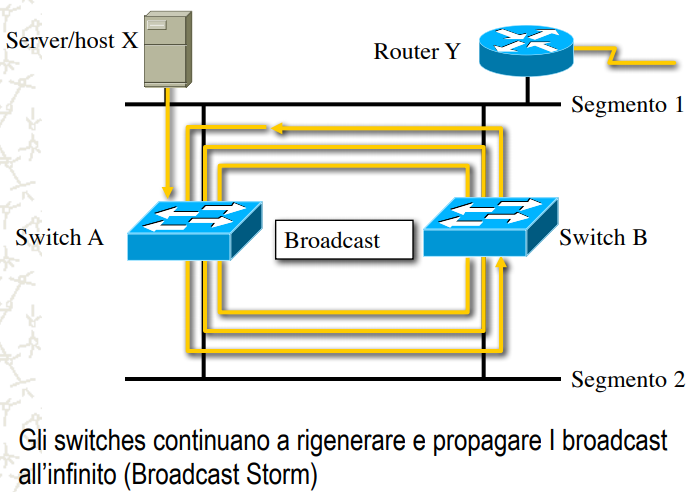 Server/host X
Router Y
Segmento 1
Switch A
Broadcast
Switch B
Segmento 2
Gli switches continuano a rigenerare e propagare I broadcast
all'infinito (Broadcast Storm)